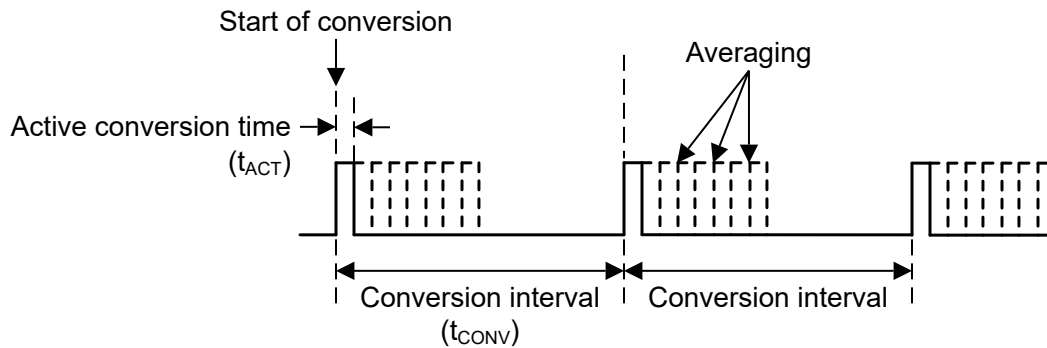 Start of conversion
Averaging
Active conversion time
(tACT)
Conversion interval
(tCONV)
Conversion interval